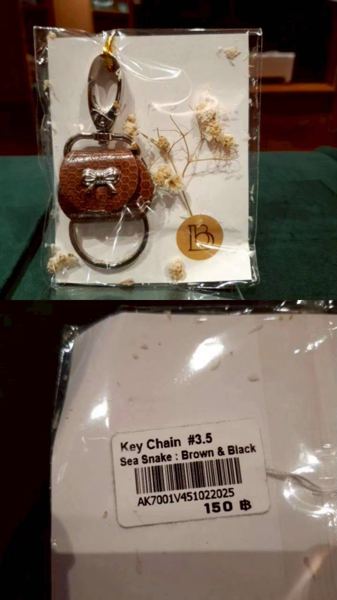 B
Key Chain #3.5
Sea Snake : Brown & Black
AK7001V451022025
150 ฿